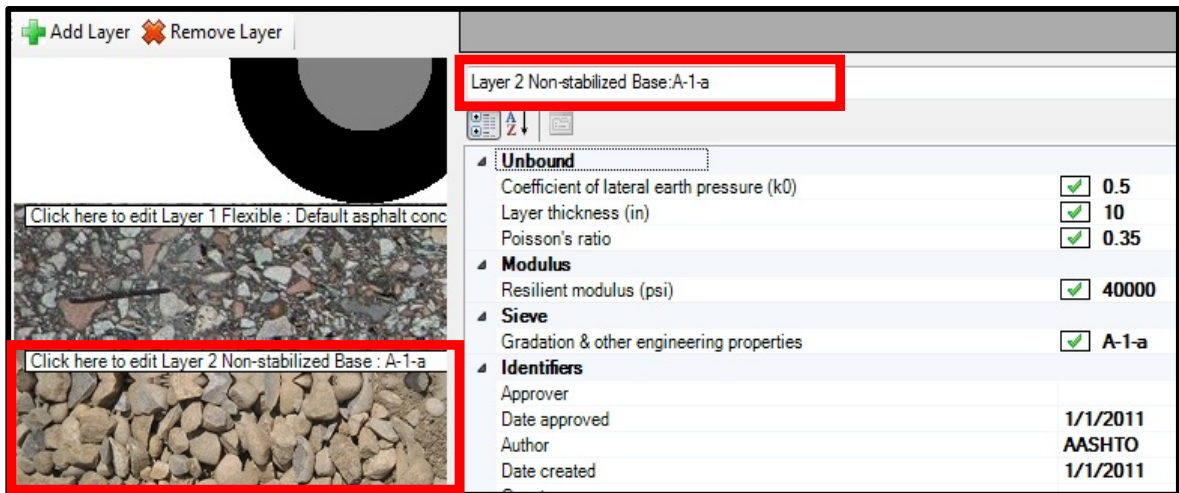 Add Layer Remove Layer
Layer 2 Non-stabilized Base:A-1-a
Unbound
Coefficient of lateral earth pressure (k0) 0.5
Layer thickness (in) 10
Poisson's ratio 0.35
Modulus
Resilient modulus (psi) 40000
Sieve
Gradation & other engineering properties A-1-a
Identifiers
Approver
Date approved 1/1/2011
Author AASHTO
Date created 1/1/2011
Click here to edit Layer 1 Flexible : Default asphalt conc
Click here to edit Layer 2 Non-stabilized Base : A-1-a